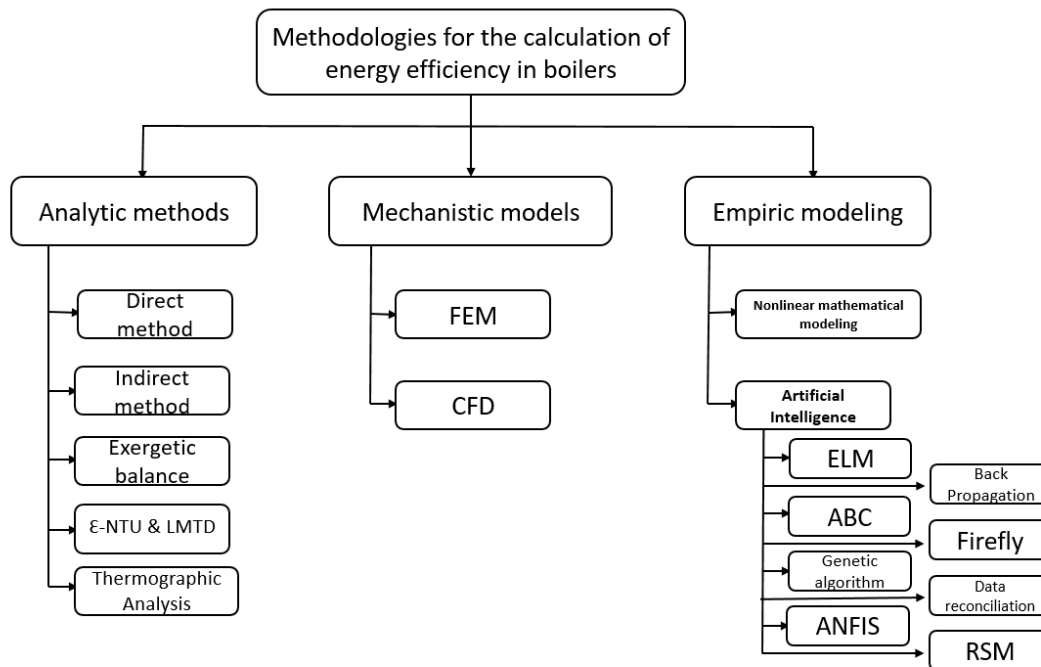 Methodologies for the calculation of
energy efficiency in boilers
Analytic methods
Mechanistic models
Empiric modeling
Direct
method
Indirect
method
Exergetic
balance
Ɛ-NTU & LMTD
Thermographic
Analysis
FEM
CFD
Nonlinear mathematical
modeling
Artificial
Intelligence
ELM
Back
Propagation
ABC
Firefly
Genetic
algorithm
Data
reconciliation
ANFIS
RSM